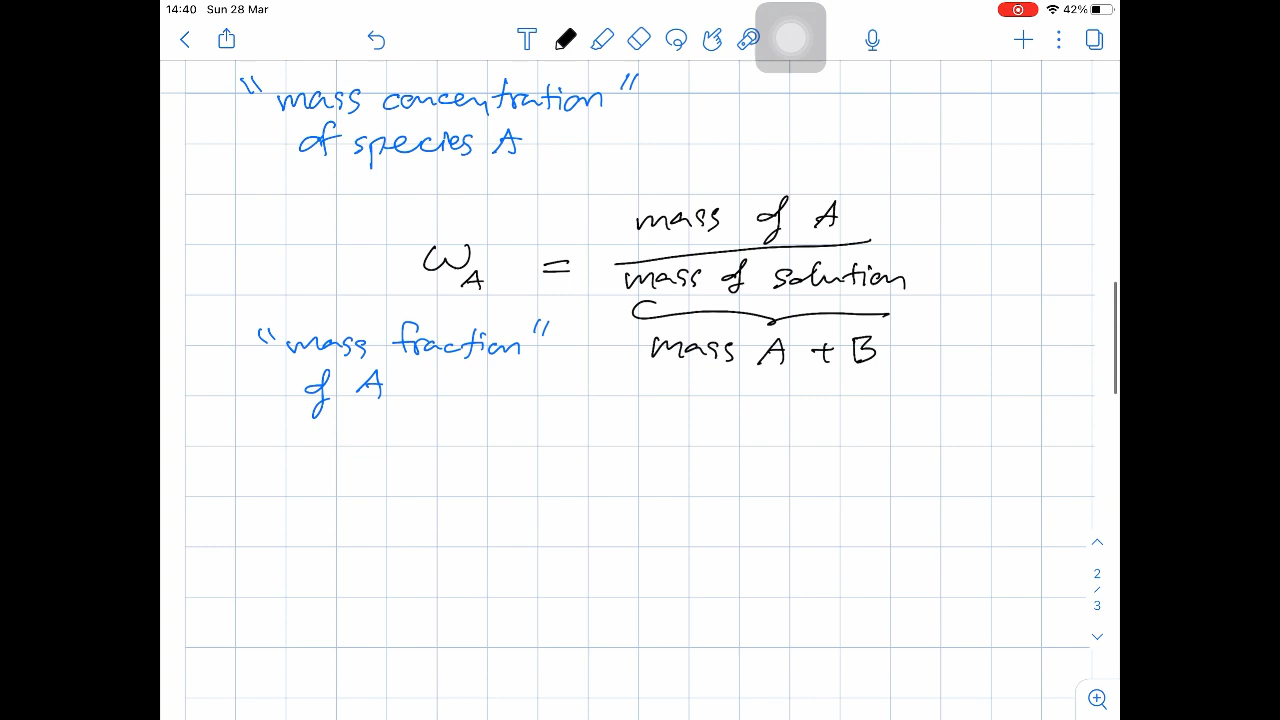 14:40 Sun 28 Mar
42%
"mass concentration"
of species A
ω_A = mass of A / mass of solution
mass A + B
"mass fraction"
of A
2
/
3